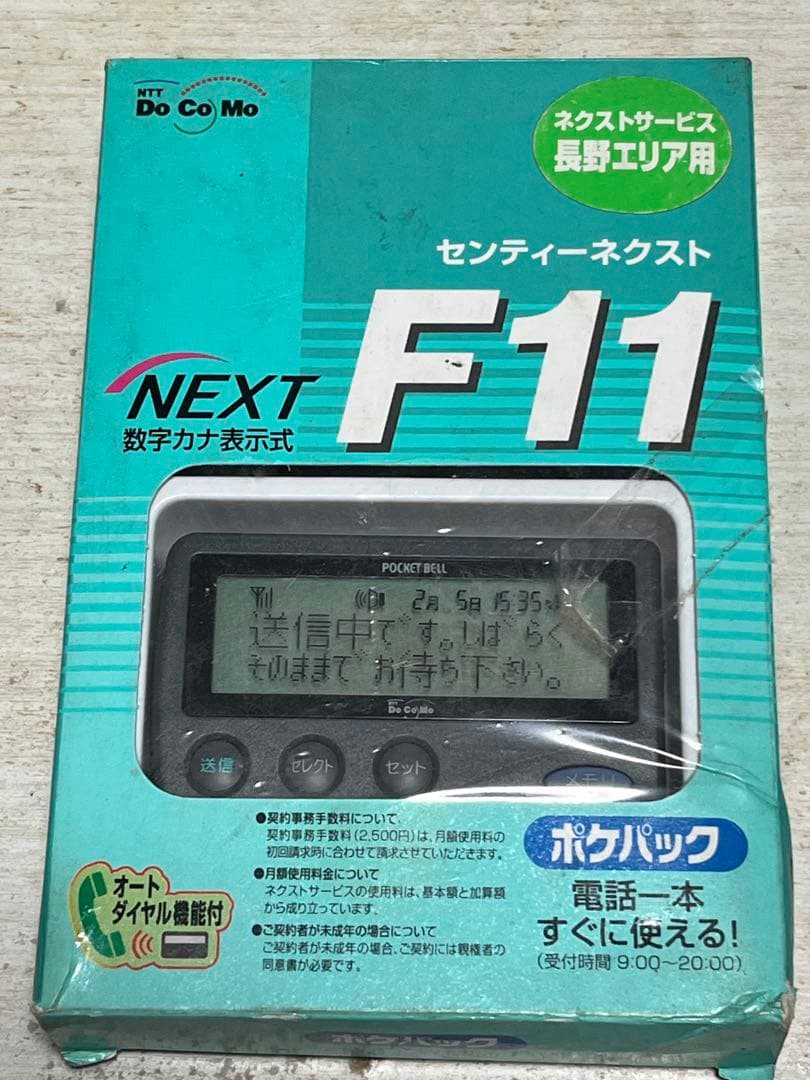 NTT
DoCoMo
ネクストサービス
長野エリア用
センティーネクスト
F11
NEXT
数字カナ表示式
POCKET BELL
2月 5日 15:35
送信中です。しばらく
そのままでお待ち下さい。
NTT
DoCoMo
送信
セレクト
セット
メモリ
●契約事務手数料について
契約事務手数料(2,500円)は、月額使用料の
初回請求時に合わせて請求させていただきます。
●月額使用料金について
ネクストサービスの使用料は、基本額と加算額
から成り立っています。
●ご契約者が未成年の場合について
ご契約者が未成年の場合、ご契約には親権者の
同意書が必要です。
オート
ダイヤル機能付
ポケパック
電話一本
すぐに使える!
(受付時間 9:00〜20:00)
ポケパック